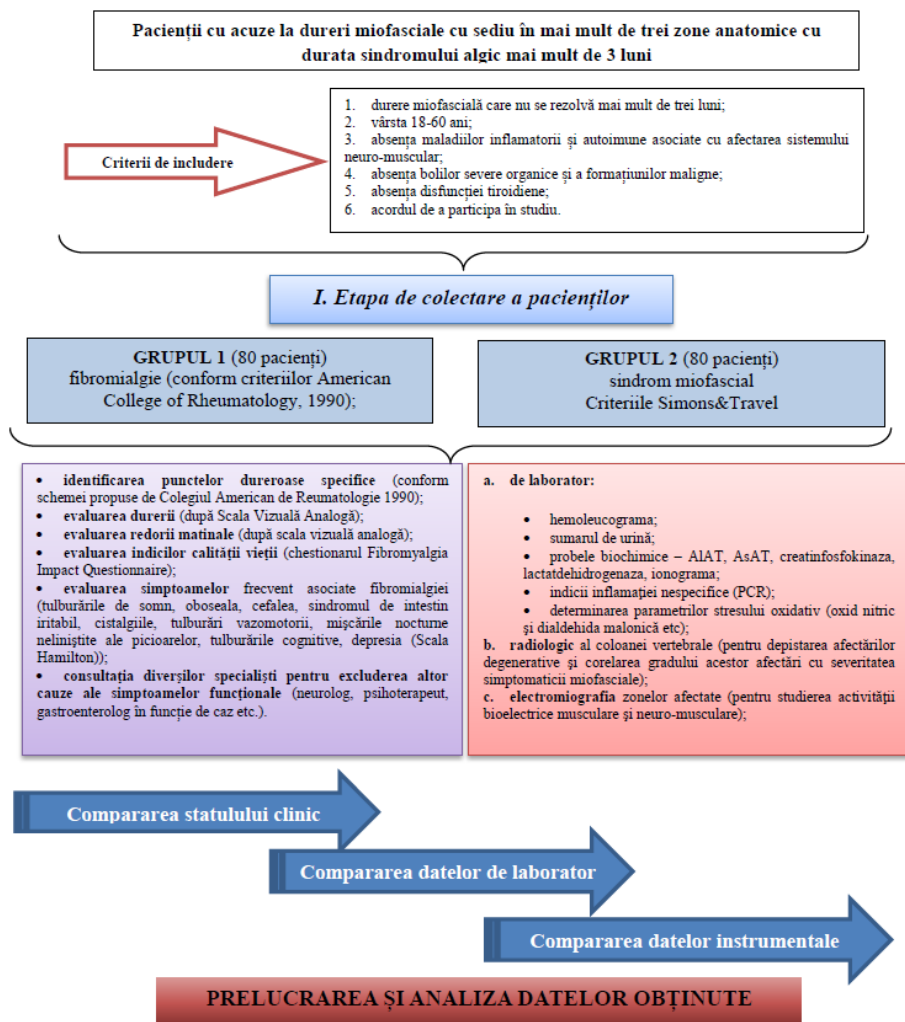 Pacienții cu acuze la dureri miofasciale cu sediu în mai mult de trei zone anatomice cu
durata sindromului algic mai mult de 3 luni
Criterii de includere
1. durere miofascială care nu se rezolvă mai mult de trei luni;
2. vârsta 18-60 ani;
3. absența maladiilor inflamatorii și autoimune asociate cu afectarea sistemului
neuro-muscular;
4. absența bolilor severe organice și a formațiunilor maligne;
5. absența disfuncției tiroidiene;
6. acordul de a participa în studiu.
I. Etapa de colectare a pacienților
GRUPUL 1 (80 pacienți)
fibromialgie (conform criteriilor American
College of Rheumatology, 1990);
GRUPUL 2 (80 pacienți)
sindrom miofascial
Criteriile Simons&Travel
• identificarea punctelor dureroase specifice (conform
schemei propuse de Colegiul American de Reumatologie 1990);
• evaluarea durerii (după Scala Vizuală Analogă);
• evaluarea redorii matinale (după scala vizuală analogă);
• evaluarea indicilor calității vieții (chestionarul Fibromyalgia
Impact Questionnaire);
• evaluarea simptoamelor frecvent asociate fibromialgiei
(tulburările de somn, oboseala, cefalea, sindromul de intestin
iritabil, cistalgiile, tulburări vazomotorii, mișcările nocturne
neliniștite ale picioarelor, tulburările cognitive, depresia (Scala
Hamilton));
• consultația diverșilor specialiști pentru excluderea altor
cauze ale simptoamelor funcționale (neurolog, psihoterapeut,
gastroenterolog în funcție de caz etc.).
a. de laborator:
• hemoleucograma;
• sumarul de urină;
• probele biochimice – AlAT, AsAT, creatinfosfokinaza,
lactatdehidrogenaza, ionograma;
• indicii inflamației nespecifice (PCR);
• determinarea parametrilor stresului oxidativ (oxid nitric
și dialdehida malonică etc);
b. radiologic al coloanei vertebrale (pentru depistarea afectărilor
degenerative și corelarea gradului acestor afectări cu severitatea
simptomaticii miofasciale);
c. electromiografia zonelor afectate (pentru studierea activității
bioelectrice musculare și neuro-musculare);
Compararea statulului clinic
Compararea datelor de laborator
Compararea datelor instrumentale
PRELUCRAREA ȘI ANALIZA DATELOR OBȚINUTE